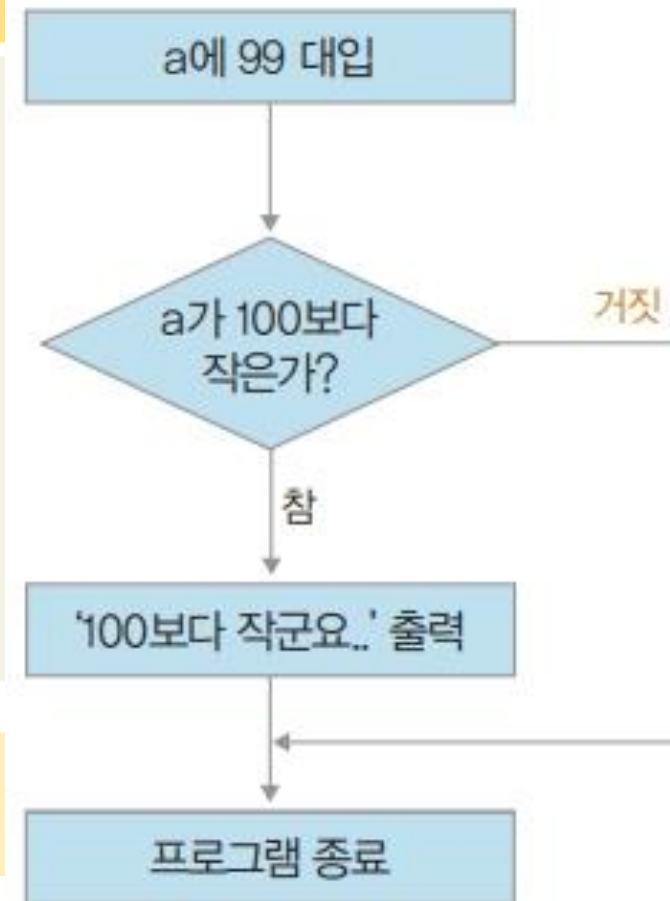 a에 99 대입
a가 100보다
작은가?
거짓
참
‘100보다 작군요..’ 출력
프로그램 종료